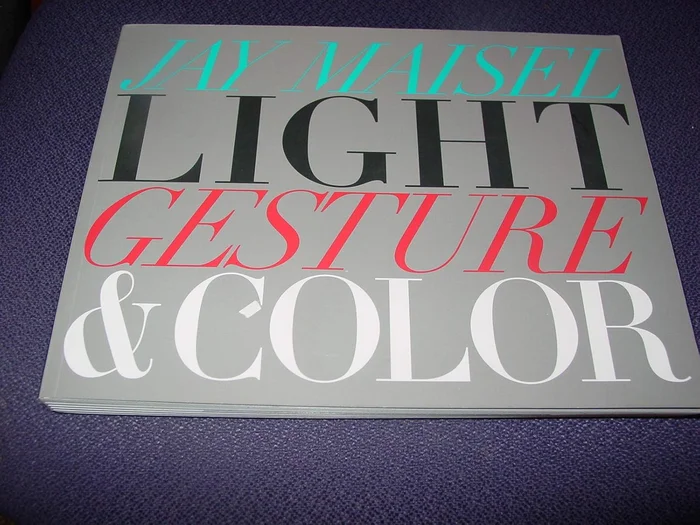 JAY MAISEL
LIGHT
GESTURE
& COLOR